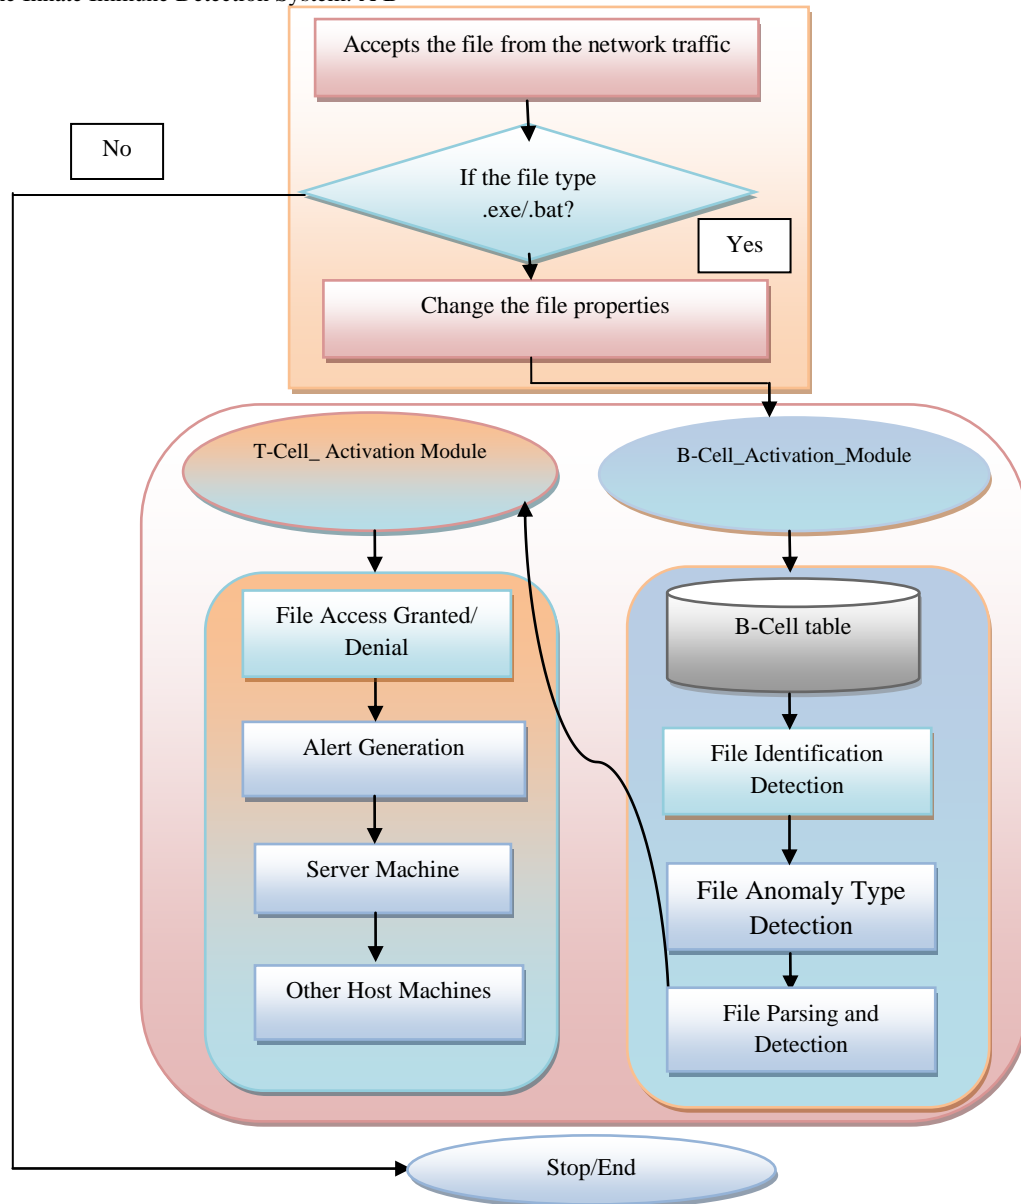 Accepts the file from the network traffic
No
If the file type
.exe/.bat?
Yes
Change the file properties
T-Cell_ Activation Module
B-Cell_Activation_Module
File Access Granted/
Denial
Alert Generation
Server Machine
Other Host Machines
B-Cell table
File Identification
Detection
File Anomaly Type
Detection
File Parsing and
Detection
Stop/End